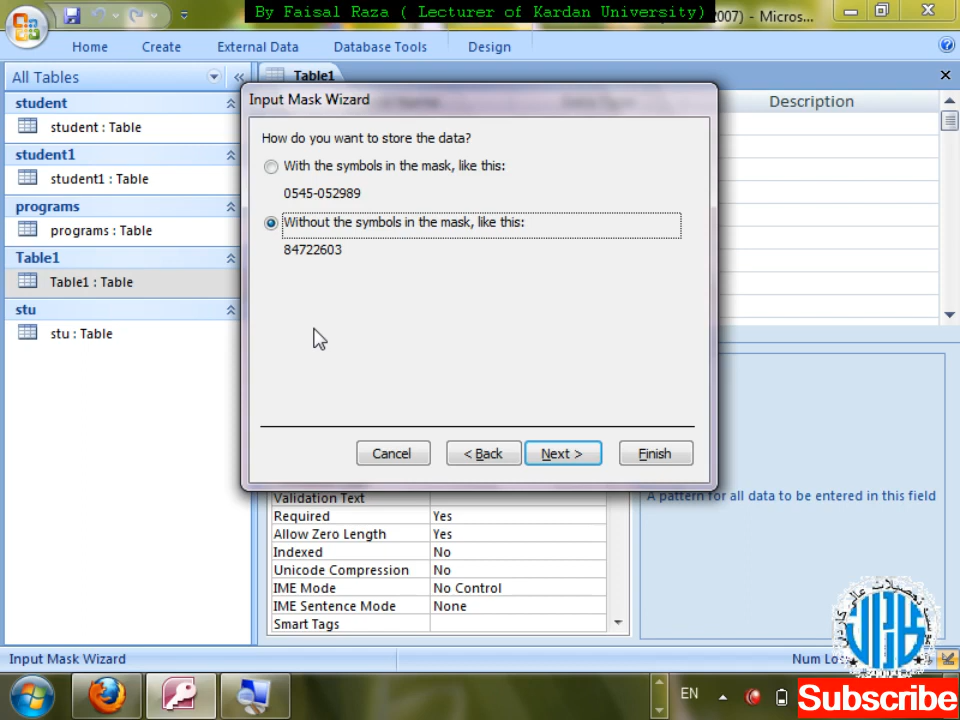 By Faisal Raza ( Lecturer of Kardan University)
2007) - Micros...
Home
Create
External Data
Database Tools
Design
All Tables
Table1
student
student : Table
student1
student1 : Table
programs
programs : Table
Table1
Table1 : Table
stu
stu : Table
Description
Input Mask Wizard
How do you want to store the data?
With the symbols in the mask, like this:
0545-052989
Without the symbols in the mask, like this:
84722603
Cancel
< Back
Next >
Finish
Validation Text
Required Yes
Allow Zero Length Yes
Indexed No
Unicode Compression No
IME Mode No Control
IME Sentence Mode None
Smart Tags
A pattern for all data to be entered in this field
Input Mask Wizard
Num Lo
EN
Subscribe